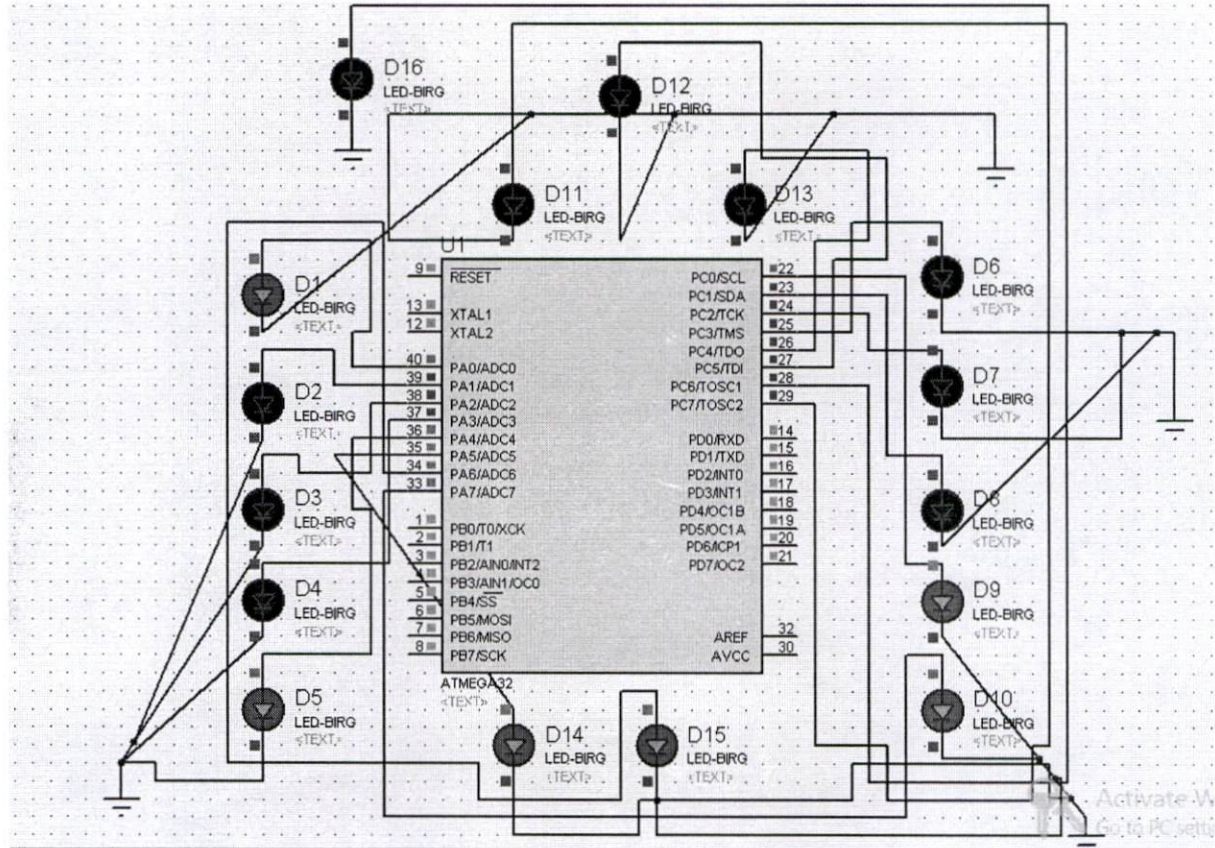 D16
LED-BIRG
<TEXT>
D12
LED-BIRG
<TEXT>
D11
LED-BIRG
<TEXT>
D13
LED-BIRG
<TEXT>
U1
D1
LED-BIRG
<TEXT>
D2
LED-BIRG
<TEXT>
D3
LED-BIRG
<TEXT>
D4
LED-BIRG
<TEXT>
D5
LED-BIRG
<TEXT>
9 RESET
13 XTAL1
12 XTAL2
40 PA0/ADC0
39 PA1/ADC1
38 PA2/ADC2
37 PA3/ADC3
36 PA4/ADC4
35 PA5/ADC5
34 PA6/ADC6
33 PA7/ADC7
1 PB0/T0/XCK
2 PB1/T1
3 PB2/AIN0/INT2
PB3/AIN1/OC0
5 PB4/SS
6 PB5/MOSI
7 PB6/MISO
8 PB7/SCK
PC0/SCL 22
PC1/SDA 23
PC2/TCK 24
PC3/TMS 25
PC4/TDO 26
PC5/TDI 27
PC6/TOSC1 28
PC7/TOSC2 29
PD0/RXD 14
PD1/TXD 15
PD2/INT0 16
PD3/INT1 17
PD4/OC1B 18
PD5/OC1A 19
PD6/ICP1 20
PD7/OC2 21
AREF 32
AVCC 30
ATMEGA32
<TEXT>
D6
LED-BIRG
<TEXT>
D7
LED-BIRG
<TEXT>
LED-BIRG
<TEXT>
D9
LED-BIRG
<TEXT>
D10
LED-BIRG
<TEXT>
D14
LED-BIRG
<TEXT>
D15
LED-BIRG
<TEXT>
Activate W
Go to PC setti